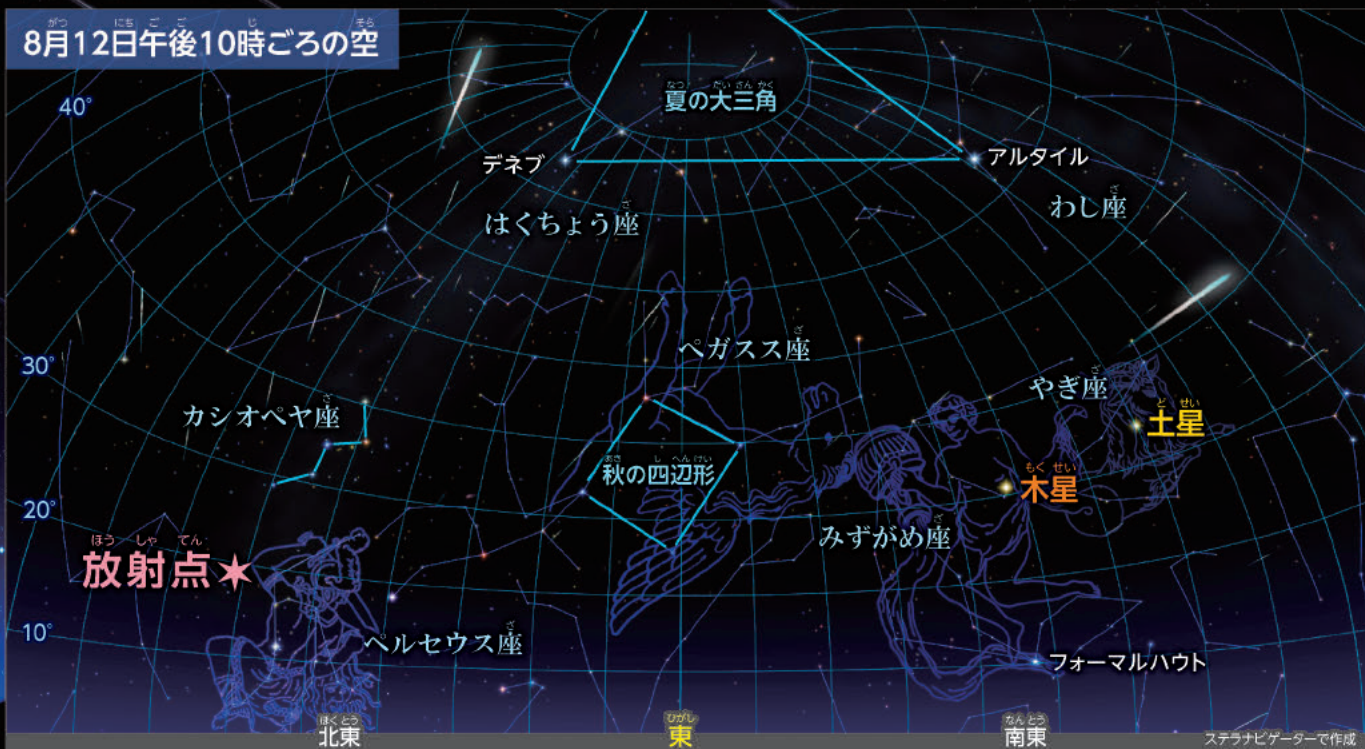 8月12日午後10時ごろの空
がつ にち ご ご じ そら
40°
夏の大三角
なつ だい さん かく
デネブ
アルタイル
はくちょう座
ざ
わし座
ざ
30°
ペガスス座
ざ
やぎ座
ざ
土星
ど せい
カシオペヤ座
ざ
秋の四辺形
あき し へん けい
木星
もく せい
20°
みずがめ座
ざ
放射点
ほう しゃ てん
10°
ペルセウス座
ざ
フォーマルハウト
北東
ほく とう
東
ひがし
南東
なん とう
ステラナビゲーターで作成